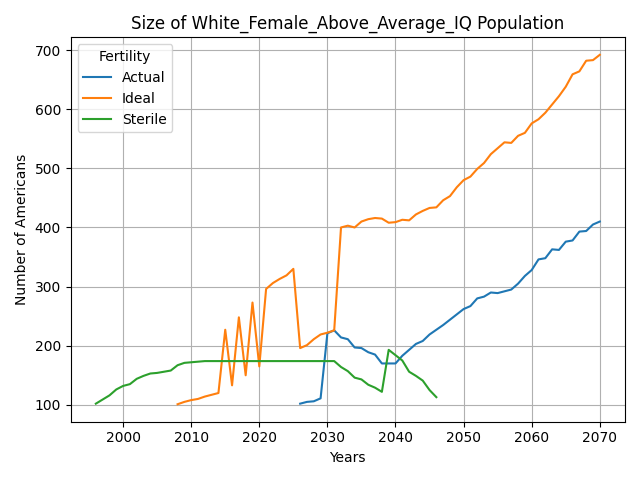 Size of White_Female_Above_Average_IQ Population
Fertility
Actual
Ideal
Sterile
700
600
500
400
300
200
100
Number of Americans
2000
2010
2020
2030
2040
2050
2060
2070
Years